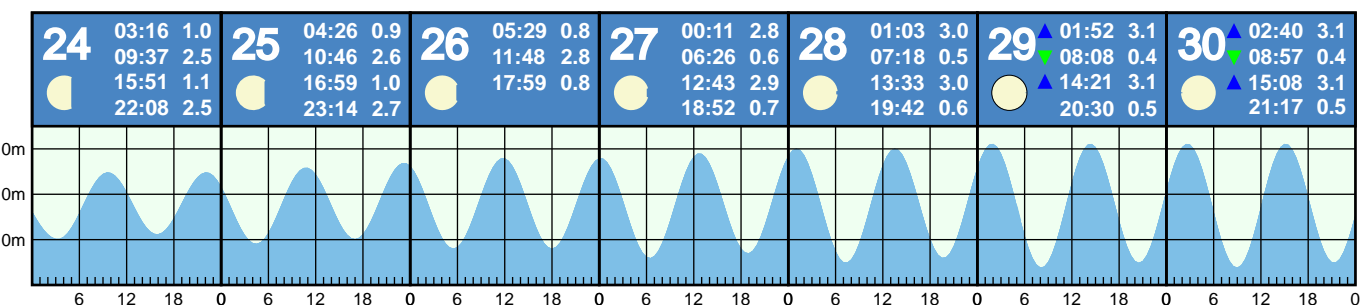 24 25 26 27 28 29 30
03:16 1.0 04:26 0.9 05:29 0.8 00:11 2.8 01:03 3.0 01:52 3.1 02:40 3.1
09:37 2.5 10:46 2.6 11:48 2.8 06:26 0.6 07:18 0.5 08:08 0.4 08:57 0.4
15:51 1.1 16:59 1.0 17:59 0.8 12:43 2.9 13:33 3.0 14:21 3.1 15:08 3.1
22:08 2.5 23:14 2.7 18:52 0.7 19:42 0.6 20:30 0.5 21:17 0.5
0m
0m
0m
6 12 18 0 6 12 18 0 6 12 18 0 6 12 18 0 6 12 18 0 6 12 18 0 6 12 18 0